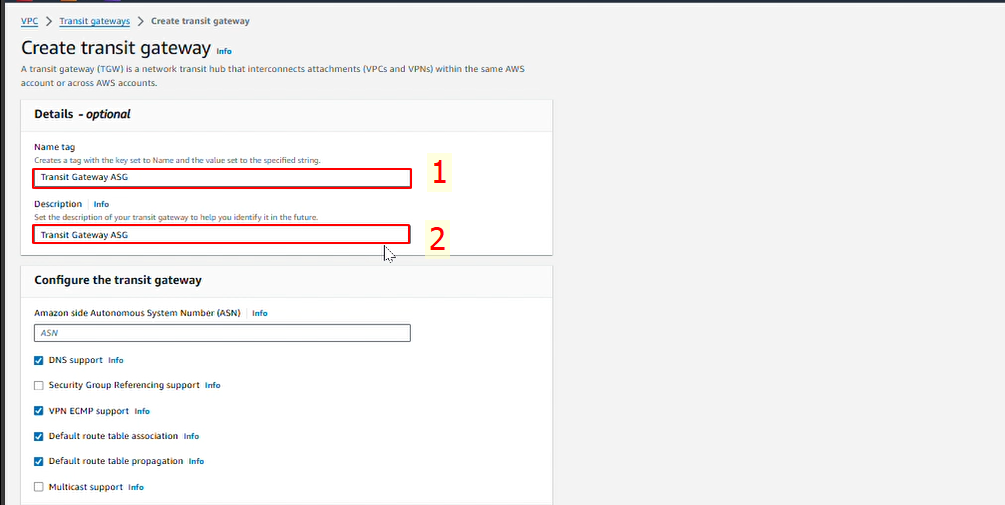 VPC > Transit gateways > Create transit gateway
Create transit gateway Info
A transit gateway (TGW) is a network transit hub that interconnects attachments (VPCs and VPNs) within the same AWS
account or across AWS accounts.
Details - optional
Name tag
Creates a tag with the key set to Name and the value set to the specified string.
Transit Gateway ASG
1
Description Info
Set the description of your transit gateway to help you identify it in the future.
Transit Gateway ASG
2
Configure the transit gateway
Amazon side Autonomous System Number (ASN) Info
ASN
DNS support Info
Security Group Referencing support Info
VPN ECMP support Info
Default route table association Info
Default route table propagation Info
Multicast support Info